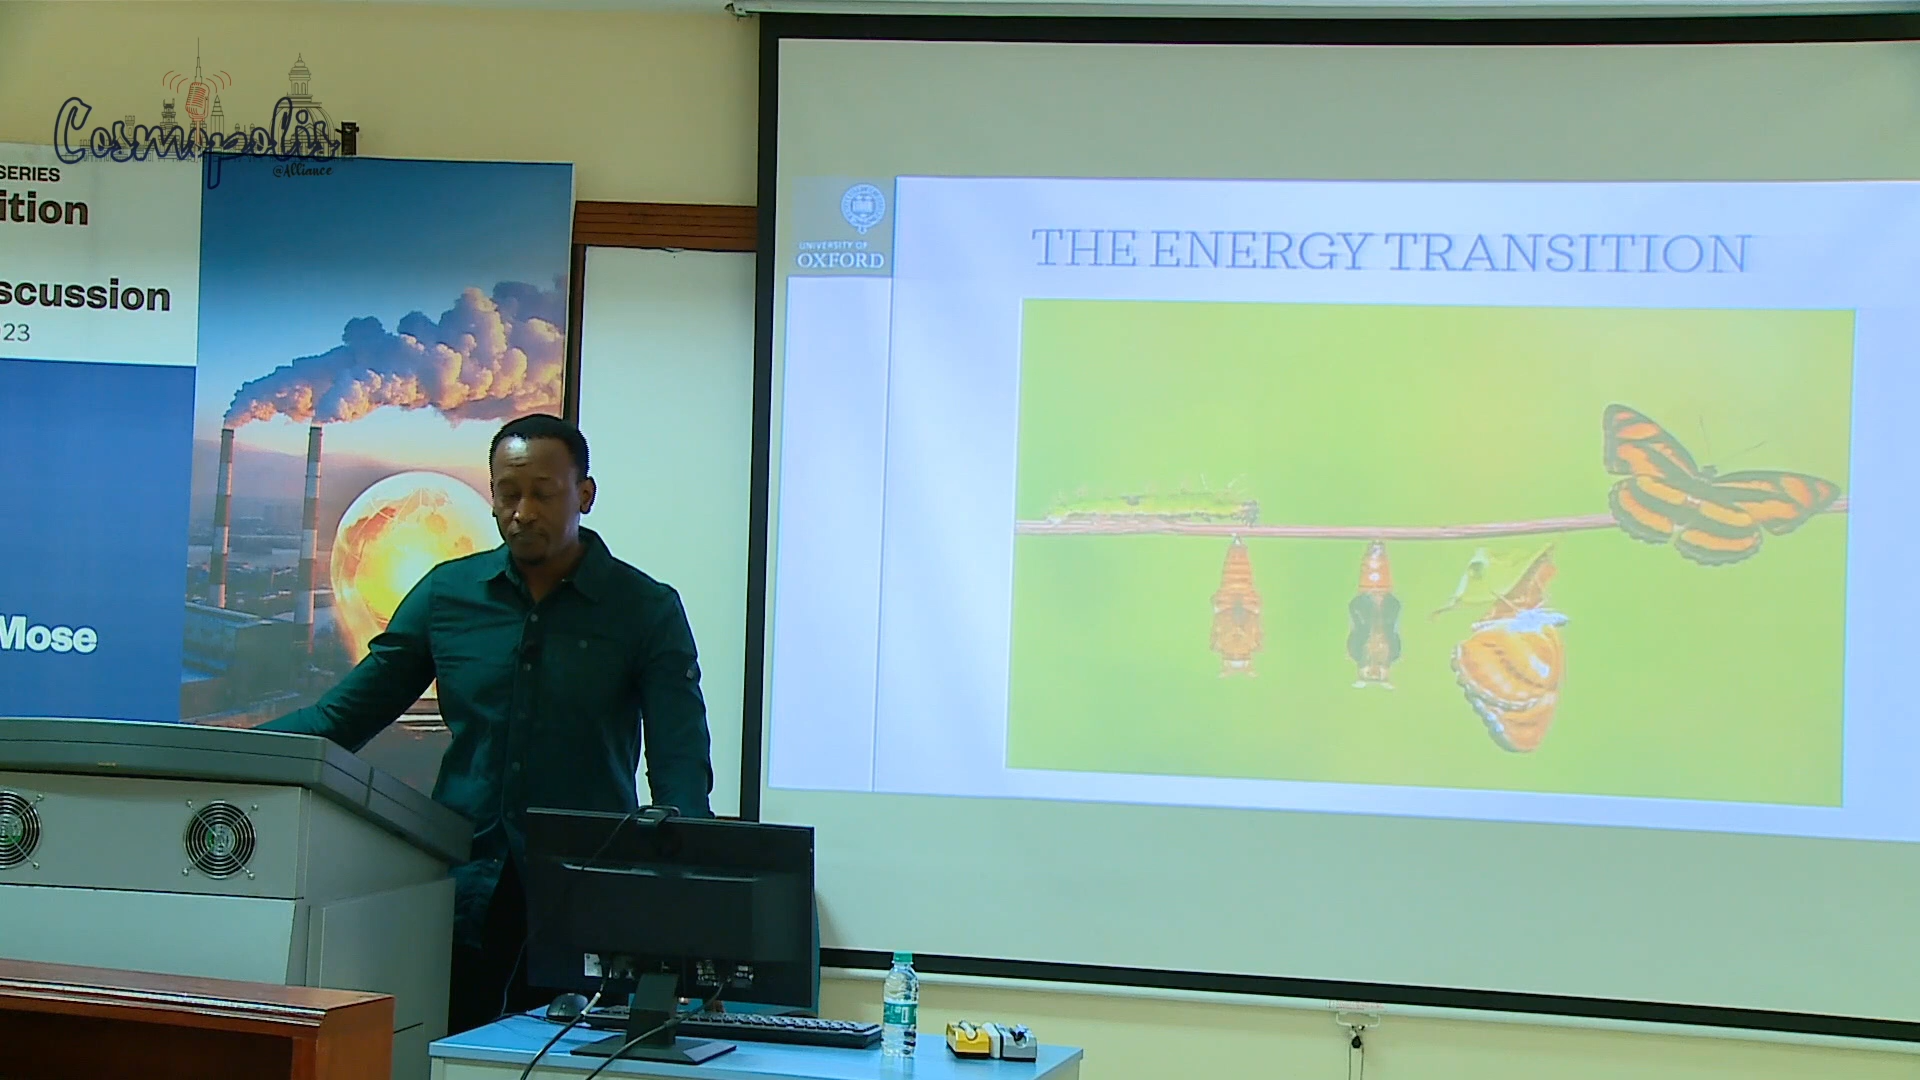 Cosmopolis
@Alliance
SERIES
ition
scussion
23
Mose
UNIVERSITY OF
OXFORD
THE ENERGY TRANSITION